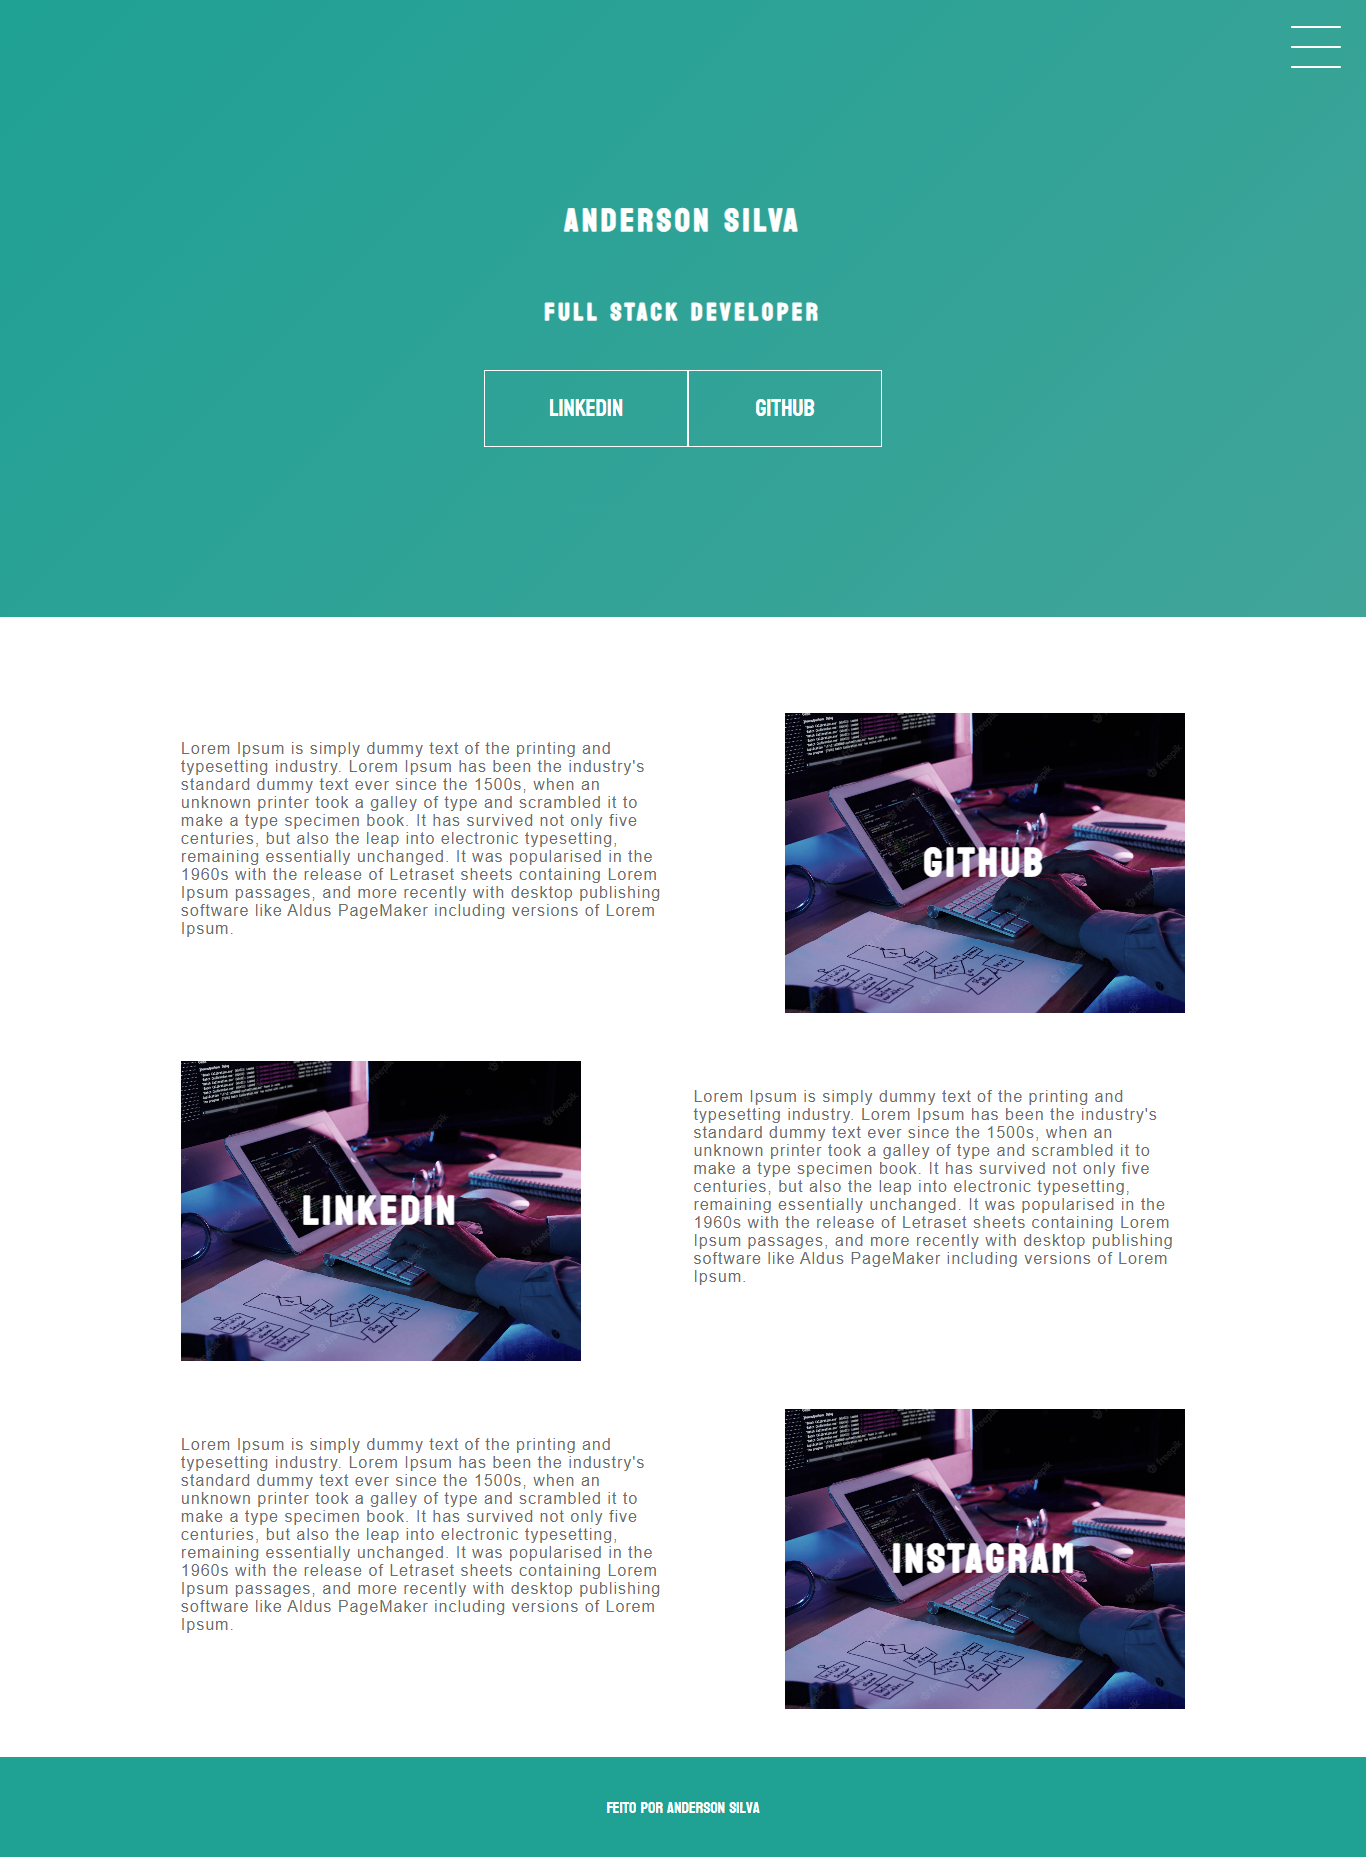 ANDERSON SILVA
FULL STACK DEVELOPER
LINKEDIN
GITHUB
Lorem Ipsum is simply dummy text of the printing and
typesetting industry. Lorem Ipsum has been the industry's
standard dummy text ever since the 1500s, when an
unknown printer took a galley of type and scrambled it to
make a type specimen book. It has survived not only five
centuries, but also the leap into electronic typesetting,
remaining essentially unchanged. It was popularised in the
1960s with the release of Letraset sheets containing Lorem
Ipsum passages, and more recently with desktop publishing
software like Aldus PageMaker including versions of Lorem
Ipsum.
GITHUB
LINKEDIN
Lorem Ipsum is simply dummy text of the printing and
typesetting industry. Lorem Ipsum has been the industry's
standard dummy text ever since the 1500s, when an
unknown printer took a galley of type and scrambled it to
make a type specimen book. It has survived not only five
centuries, but also the leap into electronic typesetting,
remaining essentially unchanged. It was popularised in the
1960s with the release of Letraset sheets containing Lorem
Ipsum passages, and more recently with desktop publishing
software like Aldus PageMaker including versions of Lorem
Ipsum.
Lorem Ipsum is simply dummy text of the printing and
typesetting industry. Lorem Ipsum has been the industry's
standard dummy text ever since the 1500s, when an
unknown printer took a galley of type and scrambled it to
make a type specimen book. It has survived not only five
centuries, but also the leap into electronic typesetting,
remaining essentially unchanged. It was popularised in the
1960s with the release of Letraset sheets containing Lorem
Ipsum passages, and more recently with desktop publishing
software like Aldus PageMaker including versions of Lorem
Ipsum.
INSTAGRAM
FEITO POR ANDERSON SILVA